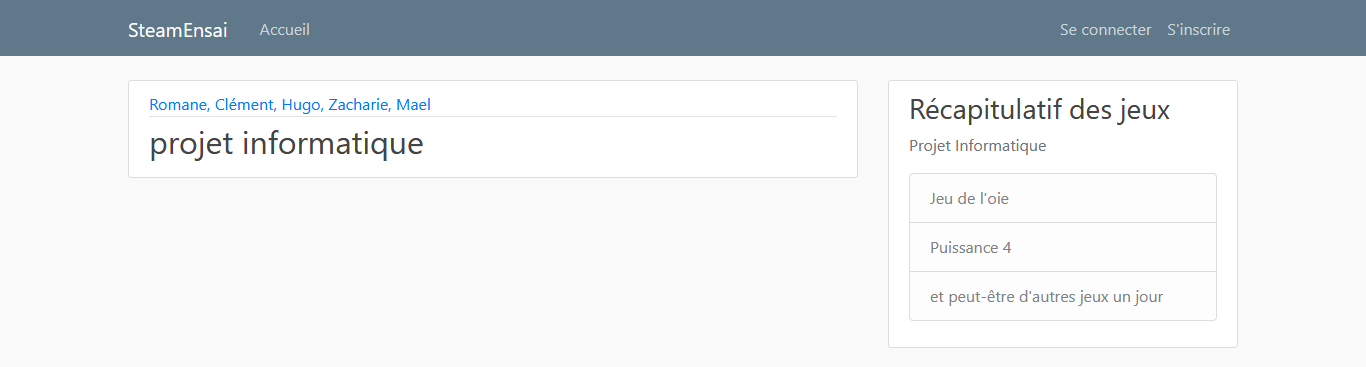 SteamEnsai Accueil Se connecter S'inscrire
Romane, Clément, Hugo, Zacharie, Mael
projet informatique
Récapitulatif des jeux
Projet Informatique
Jeu de l'oie
Puissance 4
et peut-être d'autres jeux un jour